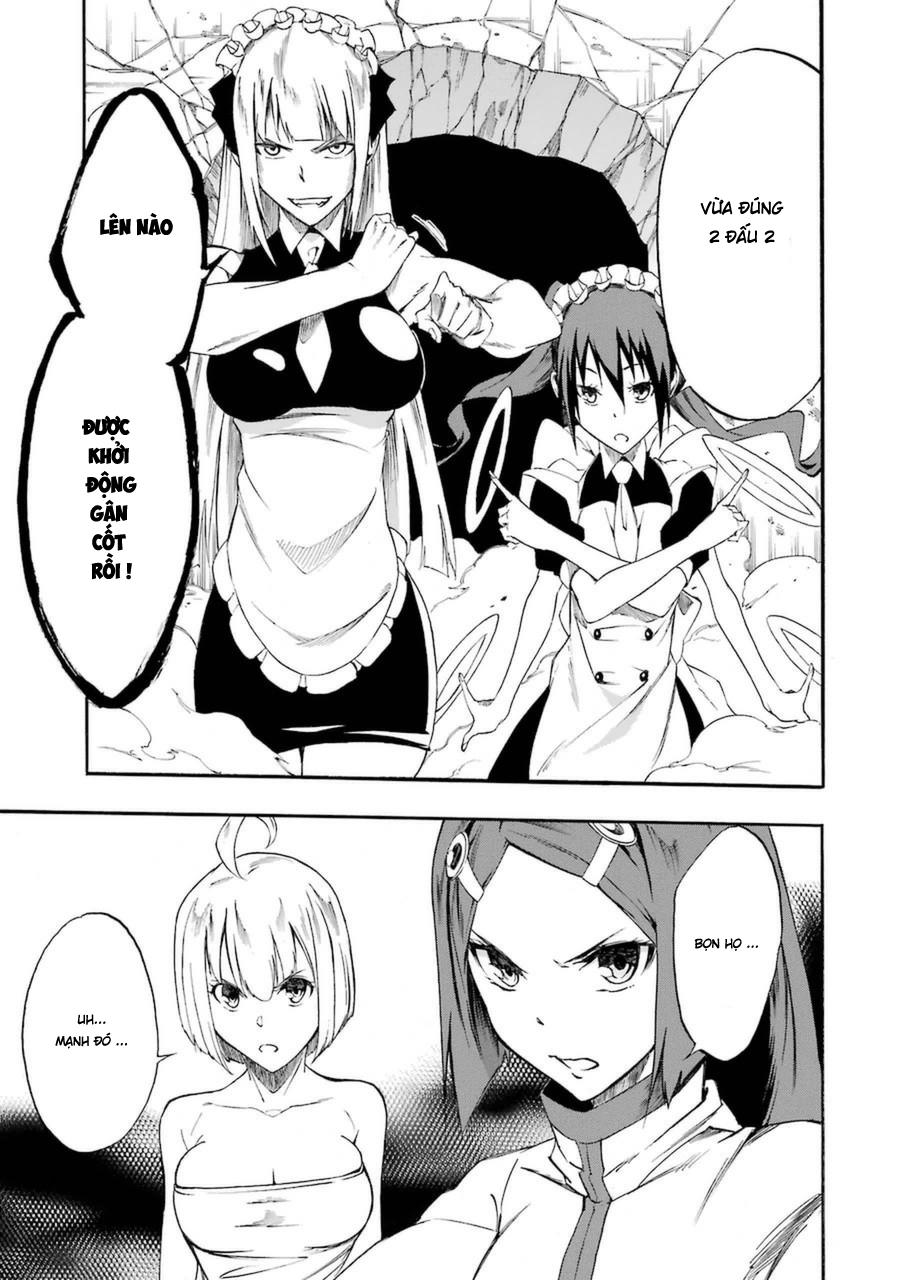 VỪA ĐÚNG
2 ĐẤU 2
LÊN NÀO
ĐƯỢC
KHỞI
ĐỘNG
GÂN
CỐT
RỒI !
BỌN HỌ ...
UH...
MẠNH ĐÓ ...